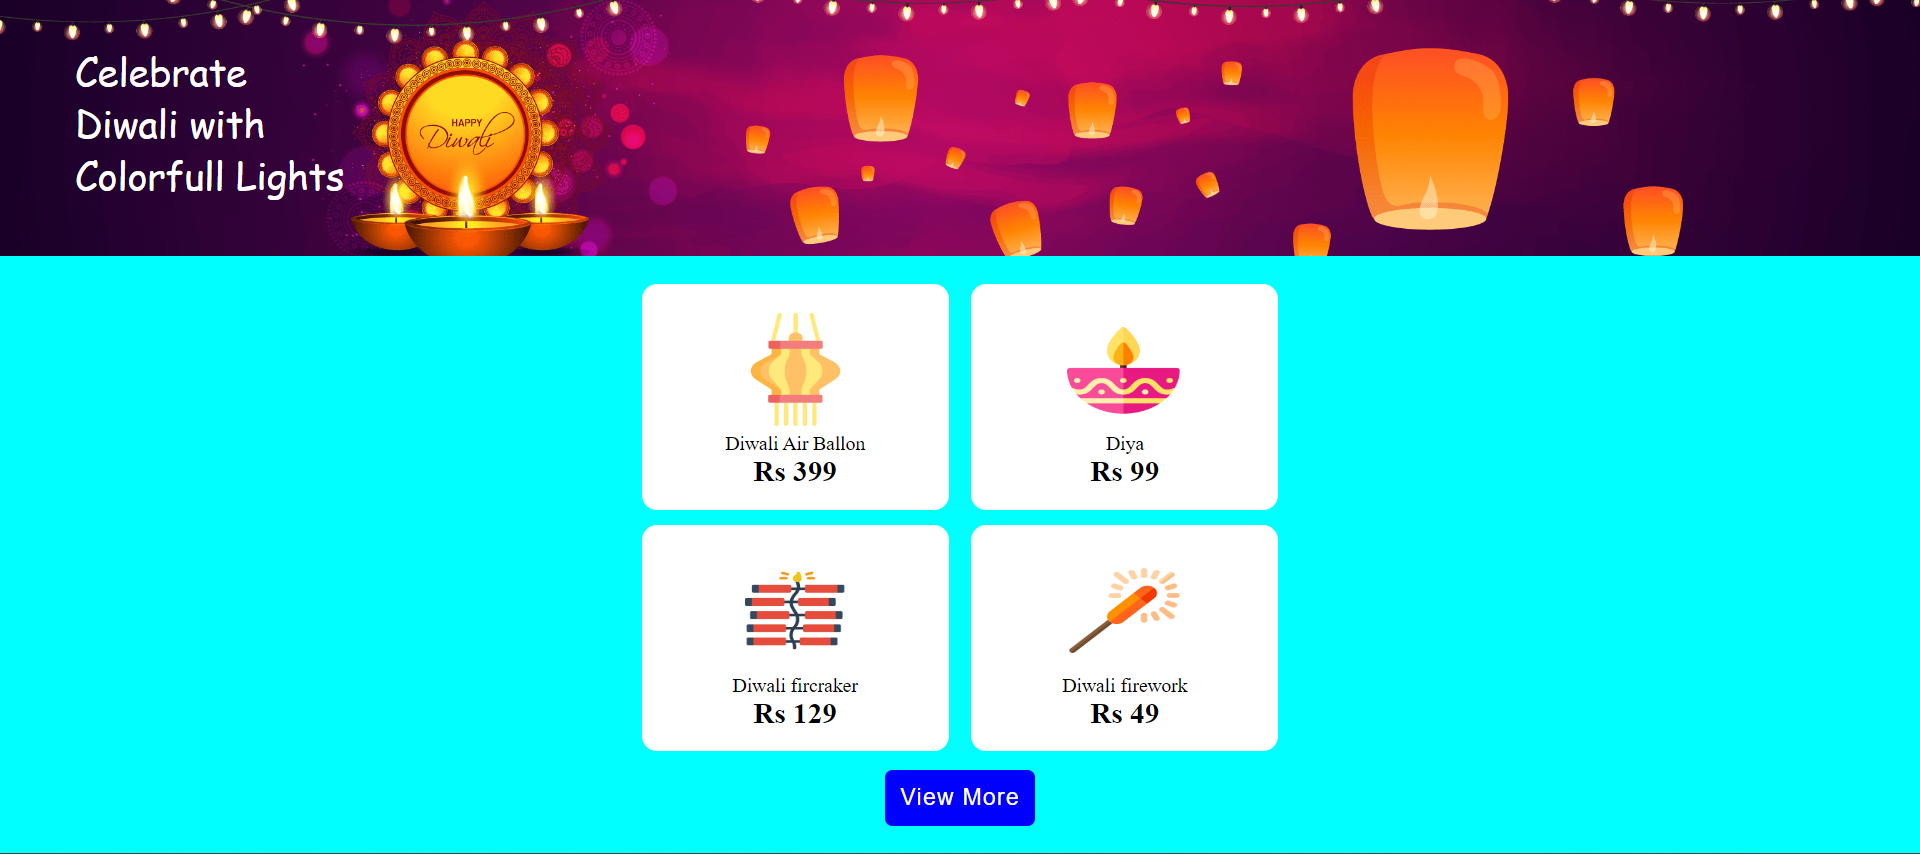 Celebrate
Diwali with
Colorfull Lights
HAPPY
Diwali
Diwali Air Ballon
Rs 399
Diya
Rs 99
Diwali fircraker
Rs 129
Diwali firework
Rs 49
View More